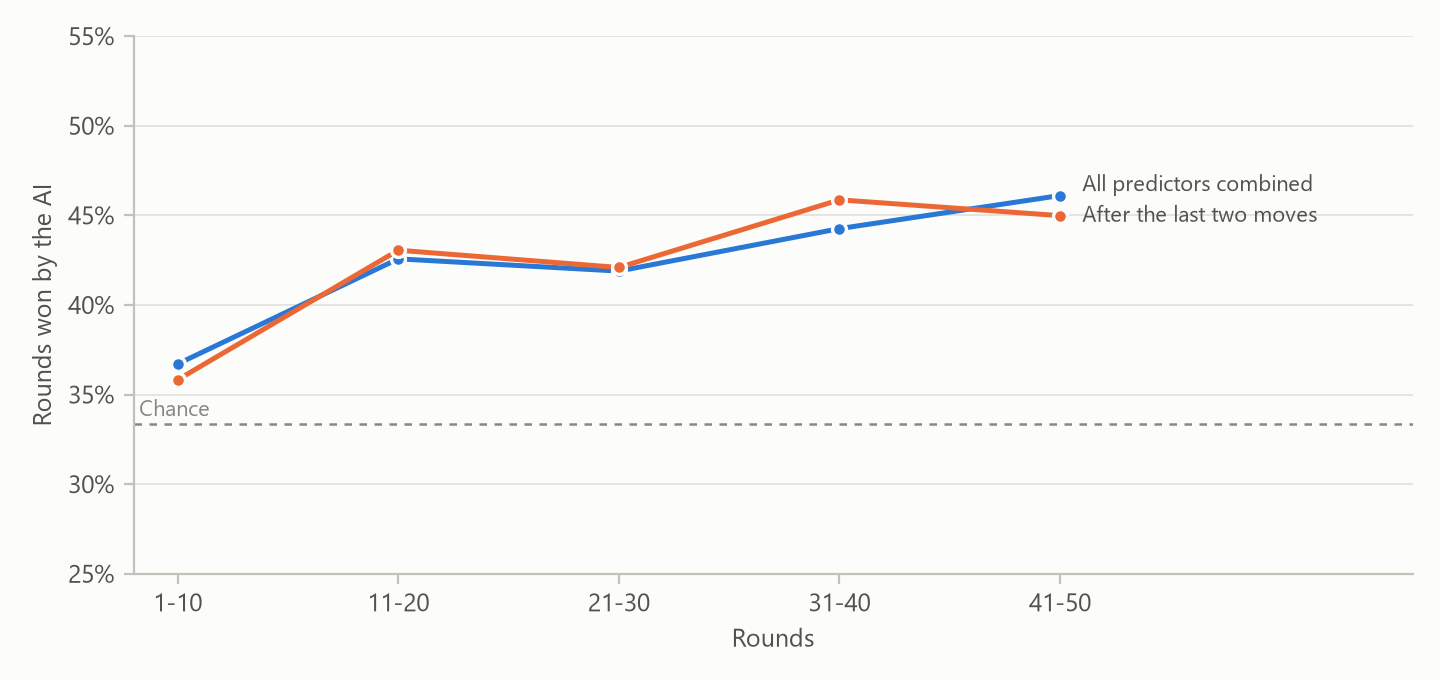 55%
50%
45%
40%
35%
30%
25%
Rounds won by the AI
All predictors combined
After the last two moves
Chance
1-10
11-20
21-30
31-40
41-50
Rounds